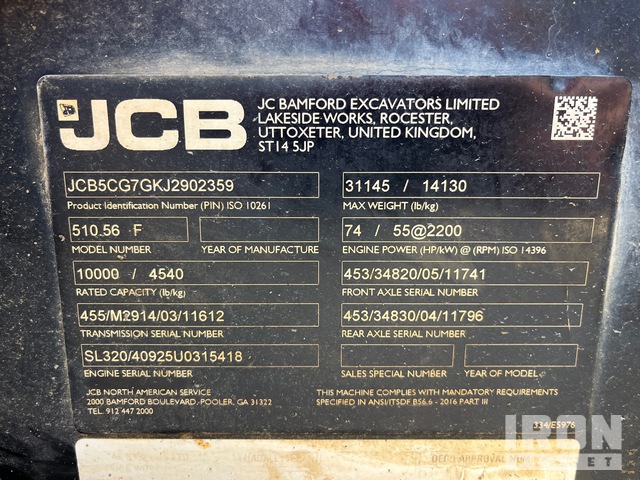 JCB
JC BAMFORD EXCAVATORS LIMITED
LAKESIDE WORKS, ROCESTER,
UTTOXETER, UNITED KINGDOM,
ST14 5JP
JCB5CG7GKJ2902359
Product Identification Number (PIN) ISO 10261
510.56 F
MODEL NUMBER
YEAR OF MANUFACTURE
10000 / 4540
RATED CAPACITY (lb/kg)
455/M2914/03/11612
TRANSMISSION SERIAL NUMBER
SL320/40925U0315418
ENGINE SERIAL NUMBER
JCB NORTH AMERICAN SERVICE
2000 BAMFORD BOULEVARD, POOLER, GA 31322
TEL. 912 447 2000
31145 / 14130
MAX WEIGHT (lb/kg)
74 / 55@2200
ENGINE POWER (HP/kW) @ (RPM) ISO 14396
453/34820/05/11741
FRONT AXLE SERIAL NUMBER
453/34830/04/11796
REAR AXLE SERIAL NUMBER
SALES SPECIAL NUMBER
YEAR OF MODEL
THIS MACHINE COMPLIES WITH MANDATORY REQUIREMENTS
SPECIFIED IN ANSI/ITSDF B56.6 - 2016 PART III
334/E5976
IRON
PLANET